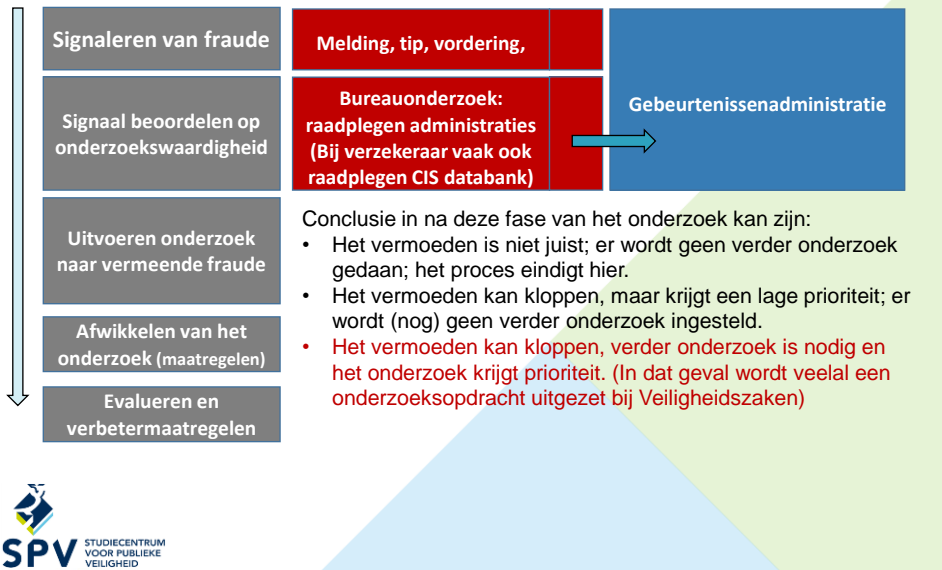 Signaleren van fraude
Melding, tip, vordering,
Signaal beoordelen op
onderzoekswaardigheid
Bureauonderzoek:
raadplegen administraties
(Bij verzekeraar vaak ook
raadplegen CIS databank)
Gebeurtenissenadministratie
Uitvoeren onderzoek
naar vermeende fraude
Afwikkelen van het
onderzoek (maatregelen)
Evalueren en
verbetermaatregelen
Conclusie in na deze fase van het onderzoek kan zijn:
• Het vermoeden is niet juist; er wordt geen verder onderzoek
gedaan; het proces eindigt hier.
• Het vermoeden kan kloppen, maar krijgt een lage prioriteit; er
wordt (nog) geen verder onderzoek ingesteld.
• Het vermoeden kan kloppen, verder onderzoek is nodig en
het onderzoek krijgt prioriteit. (In dat geval wordt veelal een
onderzoeksopdracht uitgezet bij Veiligheidszaken)
SPV
STUDIECENTRUM
VOOR PUBLIEKE
VEILIGHEID